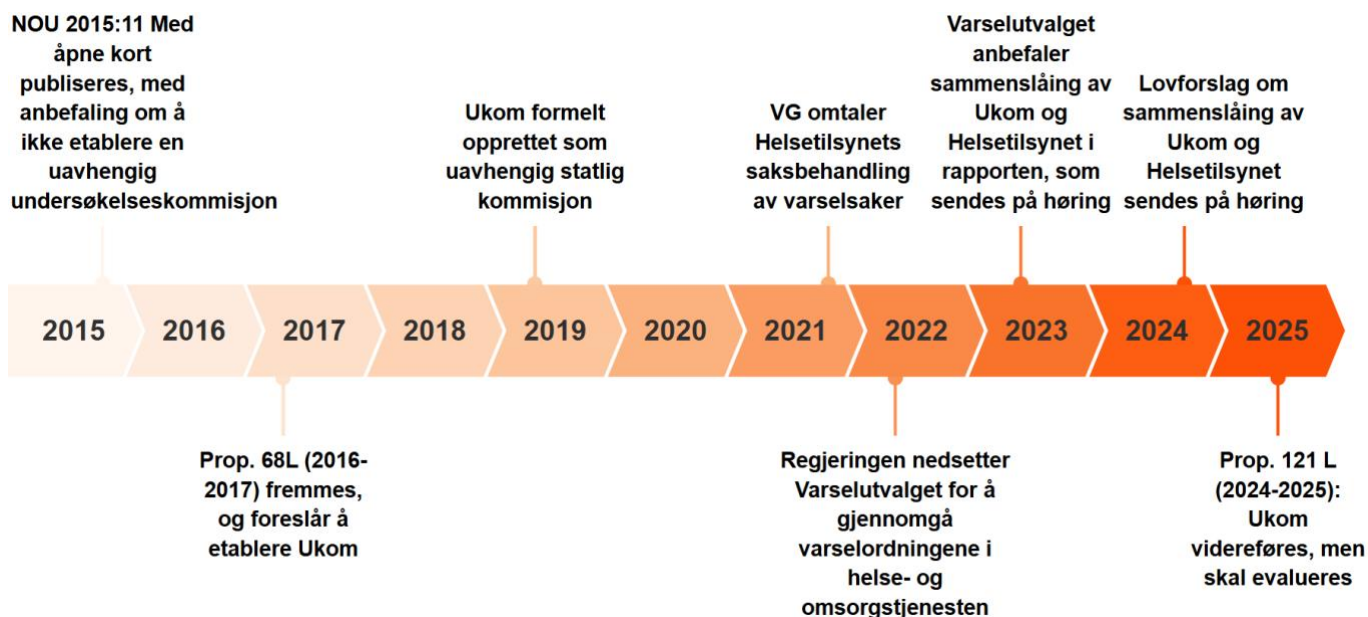 NOU 2015:11 Med
åpne kort
publiseres, med
anbefaling om å
ikke etablere en
uavhengig
undersøkelseskommisjon
Ukom formelt
opprettet som
uavhengig statlig
kommisjon
VG omtaler
Helsetilsynets
saksbehandling
av varselsaker
Varselutvalget
anbefaler
sammenslåing av
Ukom og
Helsetilsynet i
rapporten, som
sendes på høring
Lovforslag om
sammenslåing av
Ukom og
Helsetilsynet
sendes på høring
2015
2016
2017
2018
2019
2020
2021
2022
2023
2024
2025
Prop. 68L (2016-
2017) fremmes,
og foreslår å
etablere Ukom
Regjeringen nedsetter
Varselutvalget for å
gjennomgå
varselordningene i
helse- og
omsorgstjenesten
Prop. 121 L
(2024-2025):
Ukom
videreføres, men
skal evalueres